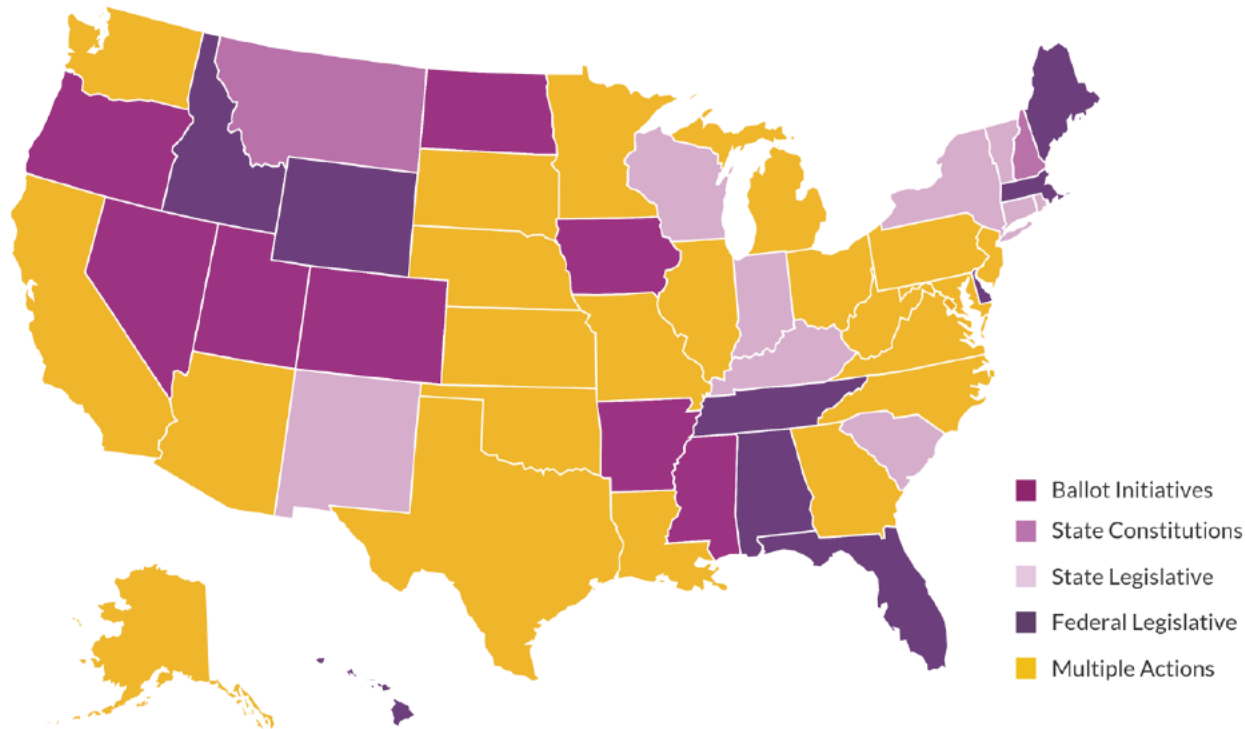 Ballot Initiatives
State Constitutions
State Legislative
Federal Legislative
Multiple Actions